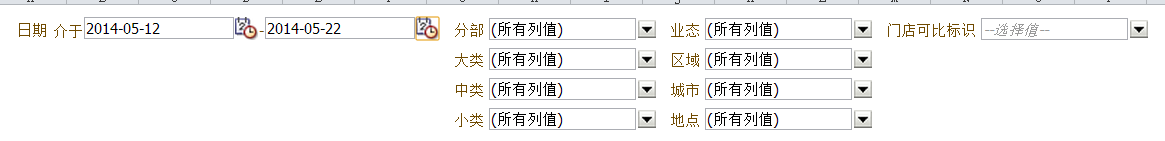 日期 介于 2014-05-12 - 2014-05-22 分部 (所有列值) 业态 (所有列值) 门店可比标识 --选择值--
大类 (所有列值) 区域 (所有列值)
中类 (所有列值) 城市 (所有列值)
小类 (所有列值) 地点 (所有列值)